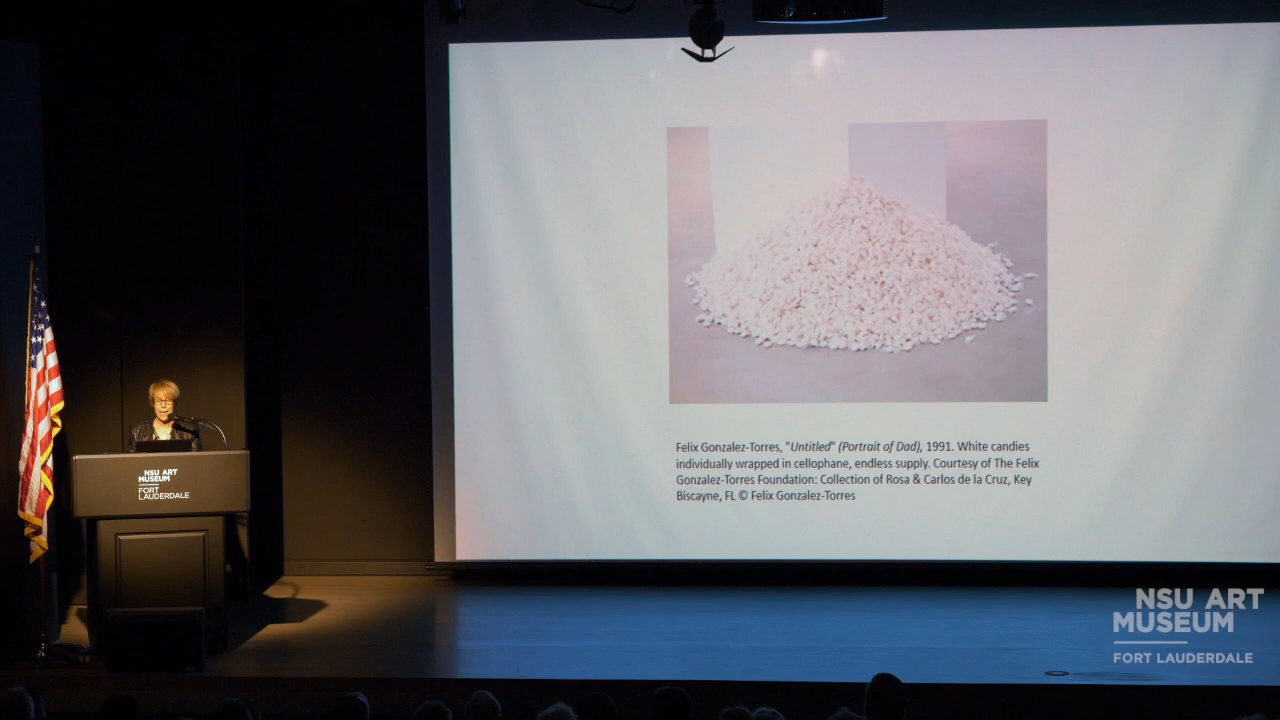 Felix Gonzalez-Torres, "Untitled" (Portrait of Dad), 1991. White candies
individually wrapped in cellophane, endless supply. Courtesy of The Felix
Gonzalez-Torres Foundation: Collection of Rosa & Carlos de la Cruz, Key
Biscayne, FL © Felix Gonzalez-Torres
NSU ART
MUSEUM
FORT
LAUDERDALE
NSU ART
MUSEUM
FORT LAUDERDALE